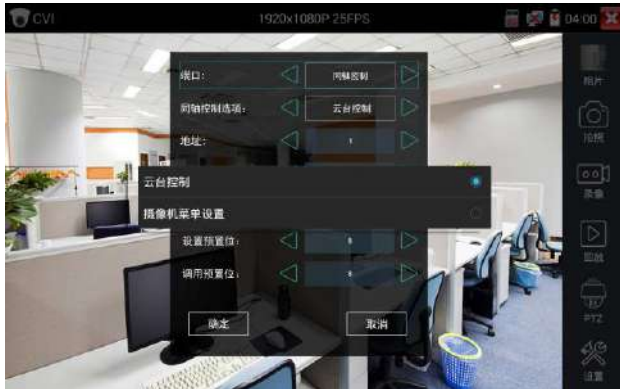 CVI
1920x1080P 25FPS
04:00
端口:
同轴控制
同轴控制选项:
云台控制
地址:
1
云台控制
摄像机菜单设置
设置预置位:
8
调用预置位:
8
确定
取消
照片
拍照
录像
回放
PTZ
设置